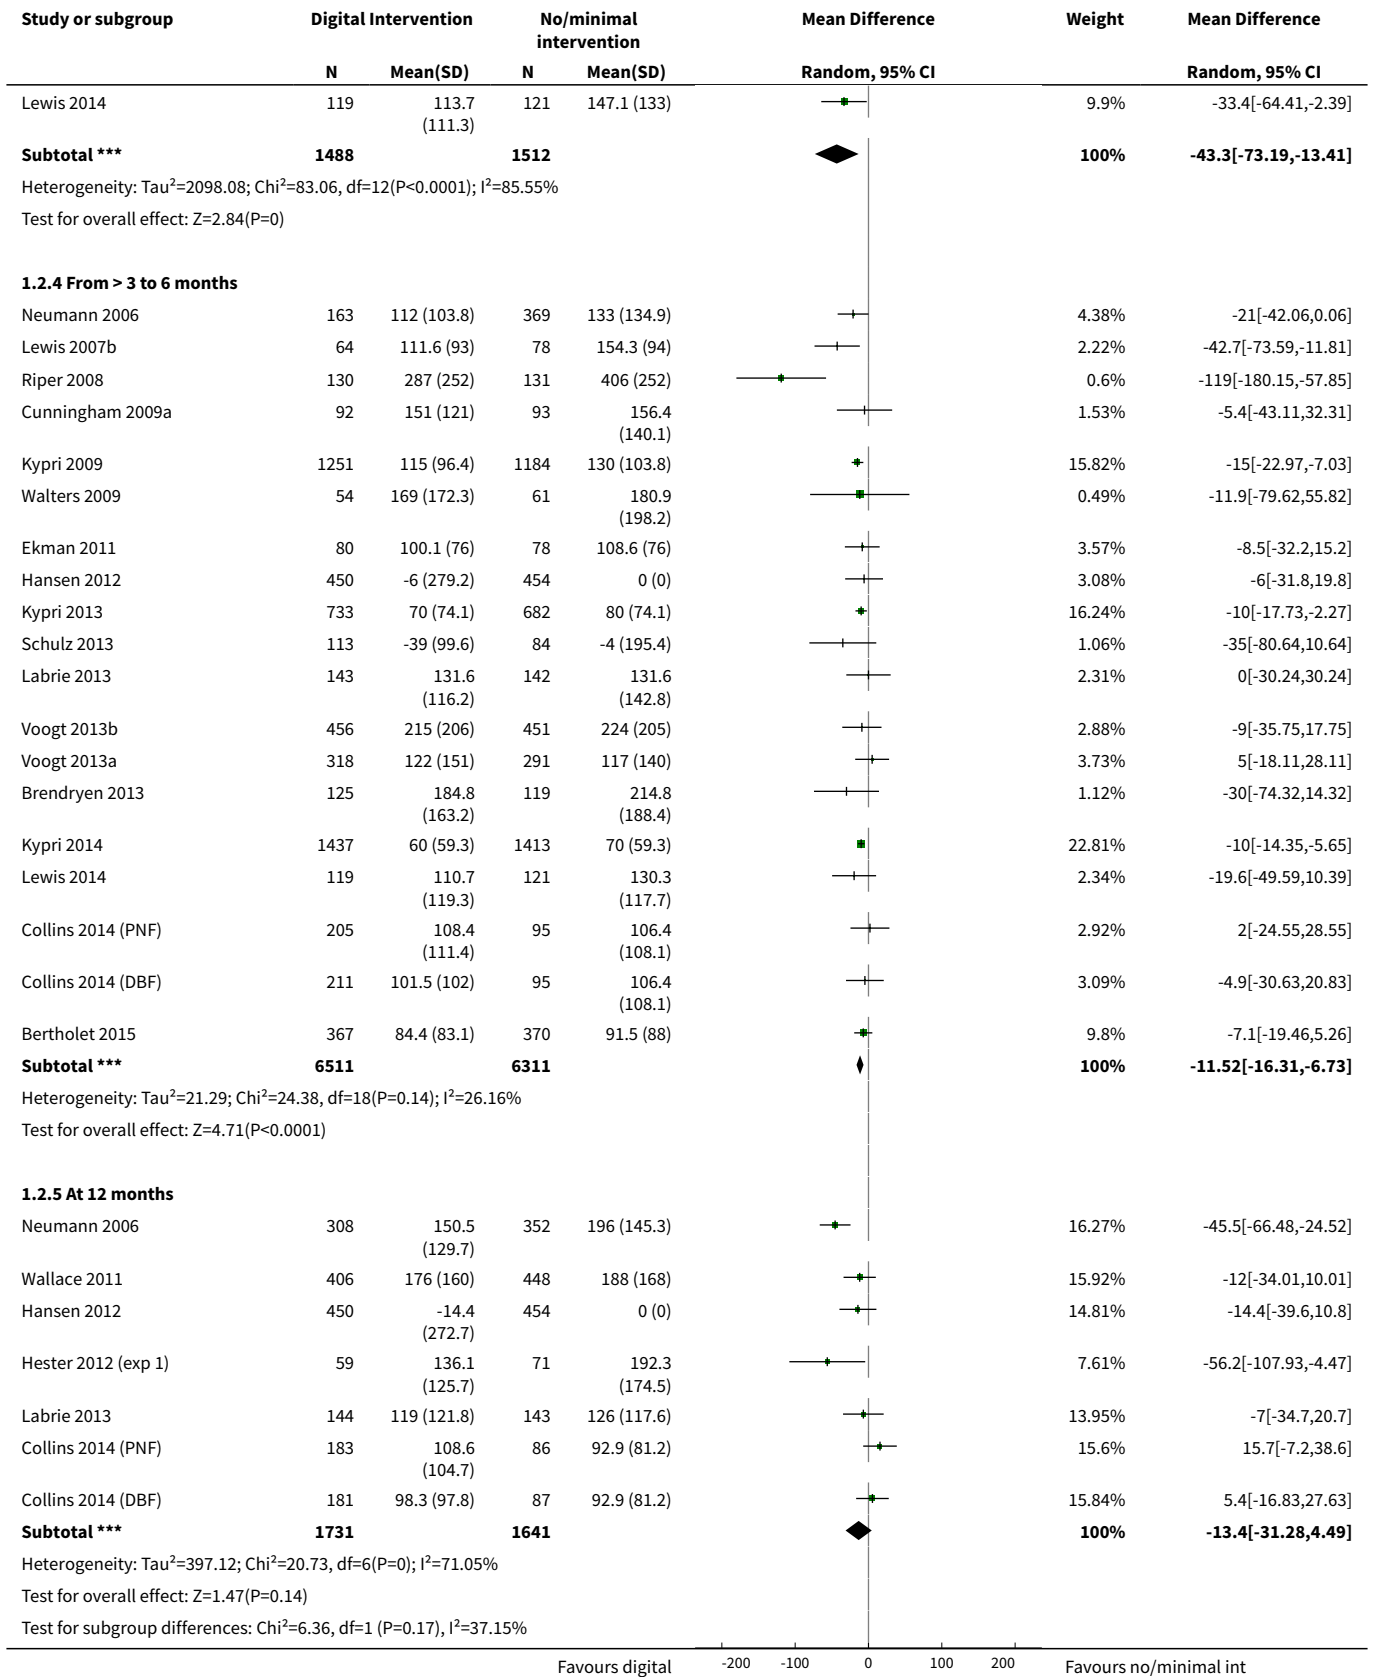 Study or subgroup Digital Intervention No/minimal intervention Mean Difference Weight Mean Difference
N Mean(SD) N Mean(SD) Random, 95% CI Random, 95% CI
Lewis 2014 119 113.7 (111.3) 121 147.1 (133) 9.9% -33.4[-64.41,-2.39]
Subtotal *** 1488 1512 100% -43.3[-73.19,-13.41]
Heterogeneity: Tau²=2098.08; Chi²=83.06, df=12(P<0.0001); I²=85.55%
Test for overall effect: Z=2.84(P=0)
1.2.4 From > 3 to 6 months
Neumann 2006 163 112 (103.8) 369 133 (134.9) 4.38% -21[-42.06,0.06]
Lewis 2007b 64 111.6 (93) 78 154.3 (94) 2.22% -42.7[-73.59,-11.81]
Riper 2008 130 287 (252) 131 406 (252) 0.6% -119[-180.15,-57.85]
Cunningham 2009a 92 151 (121) 93 156.4 (140.1) 1.53% -5.4[-43.11,32.31]
Kypri 2009 1251 115 (96.4) 1184 130 (103.8) 15.82% -15[-22.97,-7.03]
Walters 2009 54 169 (172.3) 61 180.9 (198.2) 0.49% -11.9[-79.62,55.82]
Ekman 2011 80 100.1 (76) 78 108.6 (76) 3.57% -8.5[-32.2,15.2]
Hansen 2012 450 -6 (279.2) 454 0 (0) 3.08% -6[-31.8,19.8]
Kypri 2013 733 70 (74.1) 682 80 (74.1) 16.24% -10[-17.73,-2.27]
Schulz 2013 113 -39 (99.6) 84 -4 (195.4) 1.06% -35[-80.64,10.64]
Labrie 2013 143 131.6 (116.2) 142 131.6 (142.8) 2.31% 0[-30.24,30.24]
Voogt 2013b 456 215 (206) 451 224 (205) 2.88% -9[-35.75,17.75]
Voogt 2013a 318 122 (151) 291 117 (140) 3.73% 5[-18.11,28.11]
Brendryen 2013 125 184.8 (163.2) 119 214.8 (188.4) 1.12% -30[-74.32,14.32]
Kypri 2014 1437 60 (59.3) 1413 70 (59.3) 22.81% -10[-14.35,-5.65]
Lewis 2014 119 110.7 (119.3) 121 130.3 (117.7) 2.34% -19.6[-49.59,10.39]
Collins 2014 (PNF) 205 108.4 (111.4) 95 106.4 (108.1) 2.92% 2[-24.55,28.55]
Collins 2014 (DBF) 211 101.5 (102) 95 106.4 (108.1) 3.09% -4.9[-30.63,20.83]
Bertholet 2015 367 84.4 (83.1) 370 91.5 (88) 9.8% -7.1[-19.46,5.26]
Subtotal *** 6511 6311 100% -11.52[-16.31,-6.73]
Heterogeneity: Tau²=21.29; Chi²=24.38, df=18(P=0.14); I²=26.16%
Test for overall effect: Z=4.71(P<0.0001)
1.2.5 At 12 months
Neumann 2006 308 150.5 (129.7) 352 196 (145.3) 16.27% -45.5[-66.48,-24.52]
Wallace 2011 406 176 (160) 448 188 (168) 15.92% -12[-34.01,10.01]
Hansen 2012 450 -14.4 (272.7) 454 0 (0) 14.81% -14.4[-39.6,10.8]
Hester 2012 (exp 1) 59 136.1 (125.7) 71 192.3 (174.5) 7.61% -56.2[-107.93,-4.47]
Labrie 2013 144 119 (121.8) 143 126 (117.6) 13.95% -7[-34.7,20.7]
Collins 2014 (PNF) 183 108.6 (104.7) 86 92.9 (81.2) 15.6% 15.7[-7.2,38.6]
Collins 2014 (DBF) 181 98.3 (97.8) 87 92.9 (81.2) 15.84% 5.4[-16.83,27.63]
Subtotal *** 1731 1641 100% -13.4[-31.28,4.49]
Heterogeneity: Tau²=397.12; Chi²=20.73, df=6(P=0); I²=71.05%
Test for overall effect: Z=1.47(P=0.14)
Test for subgroup differences: Chi²=6.36, df=1 (P=0.17), I²=37.15%
Favours digital -200 -100 0 100 200 Favours no/minimal int